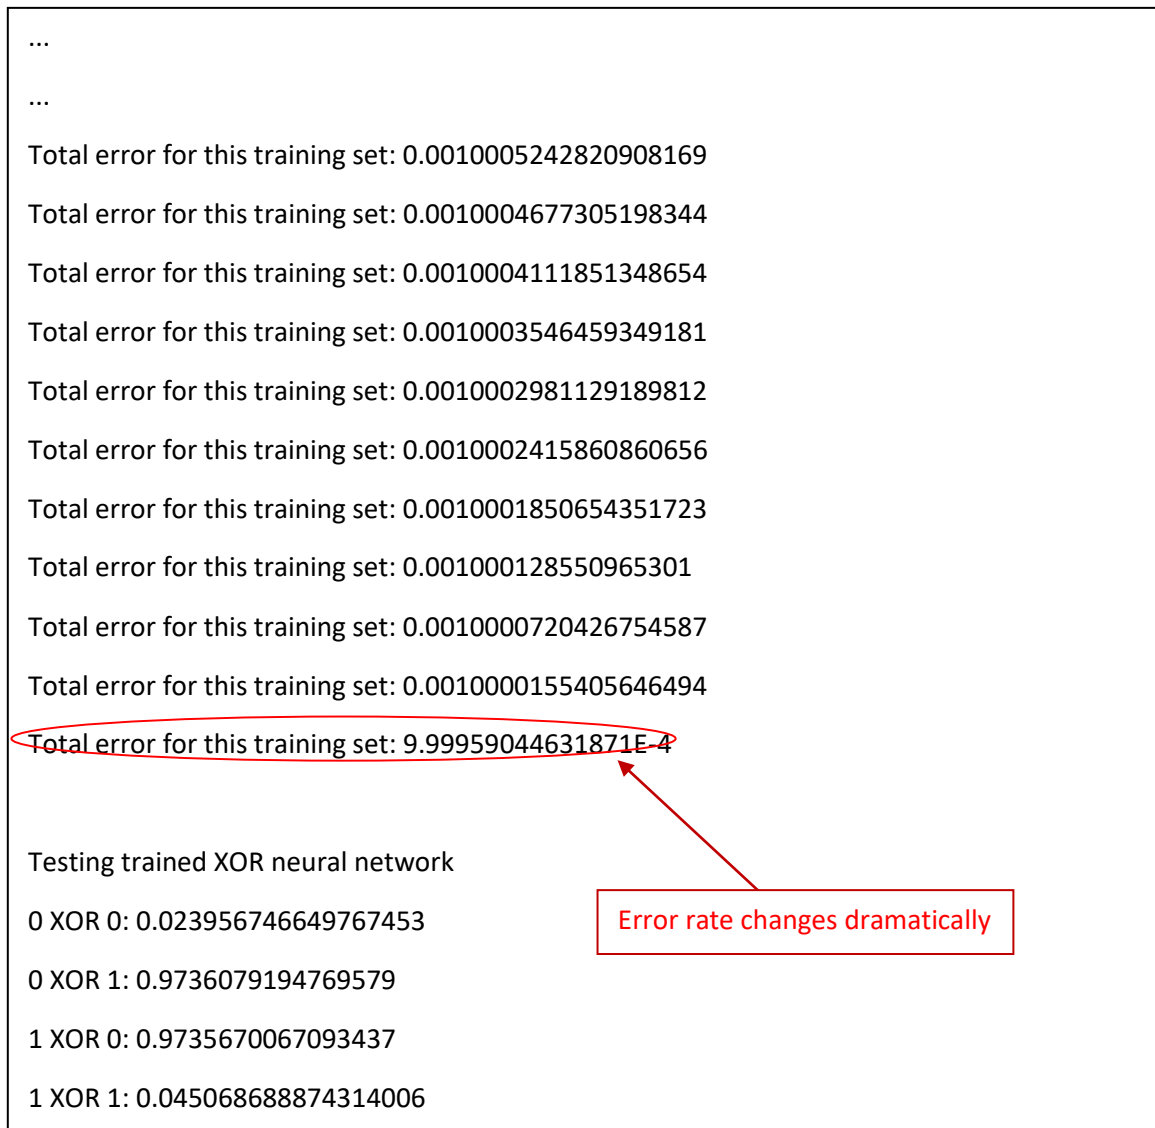 ...
...
Total error for this training set: 0.0010005242820908169
Total error for this training set: 0.0010004677305198344
Total error for this training set: 0.0010004111851348654
Total error for this training set: 0.0010003546459349181
Total error for this training set: 0.0010002981129189812
Total error for this training set: 0.0010002415860860656
Total error for this training set: 0.0010001850654351723
Total error for this training set: 0.001000128550965301
Total error for this training set: 0.0010000720426754587
Total error for this training set: 0.0010000155405646494
Total error for this training set: 9.99959044631871E-4
Testing trained XOR neural network
0 XOR 0: 0.023956746649767453
Error rate changes dramatically
0 XOR 1: 0.9736079194769579
1 XOR 0: 0.9735670067093437
1 XOR 1: 0.045068688874314006